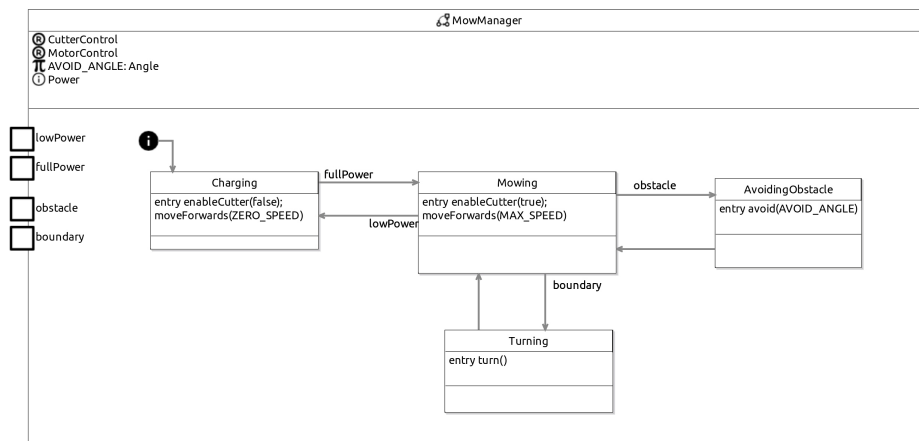 MowManager
R CutterControl
R MotorControl
π AVOID_ANGLE: Angle
i Power
lowPower
fullPower
obstacle
boundary
i
Charging
entry enableCutter(false);
moveForwards(ZERO_SPEED)
fullPower
lowPower
Mowing
entry enableCutter(true);
moveForwards(MAX_SPEED)
obstacle
AvoidingObstacle
entry avoid(AVOID_ANGLE)
boundary
Turning
entry turn()